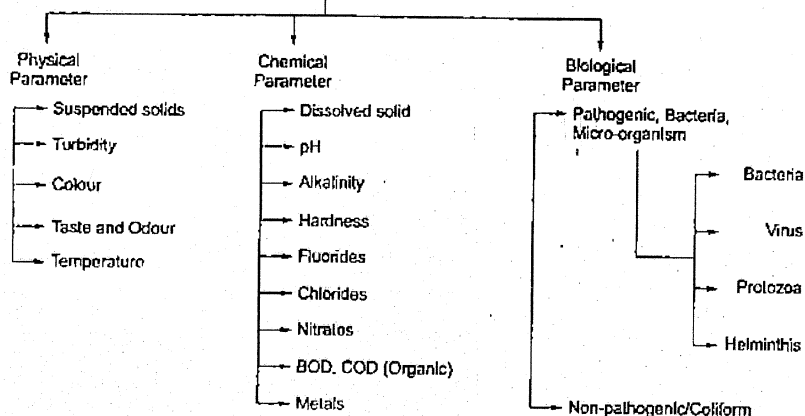 Physical
Parameter
Suspended solids
Turbidity
Colour
Taste and Odour
Temperature
Chemical
Parameter
Dissolved solid
pH
Alkalinity
Hardness
Fluorides
Chlorides
Nitrates
BOD. COD (Organic)
Metals
Biological
Parameter
Pathogenic, Bacteria,
Micro-organism
Bacteria
Virus
Protozoa
Helminthis
Non-pathogenic/Coliform